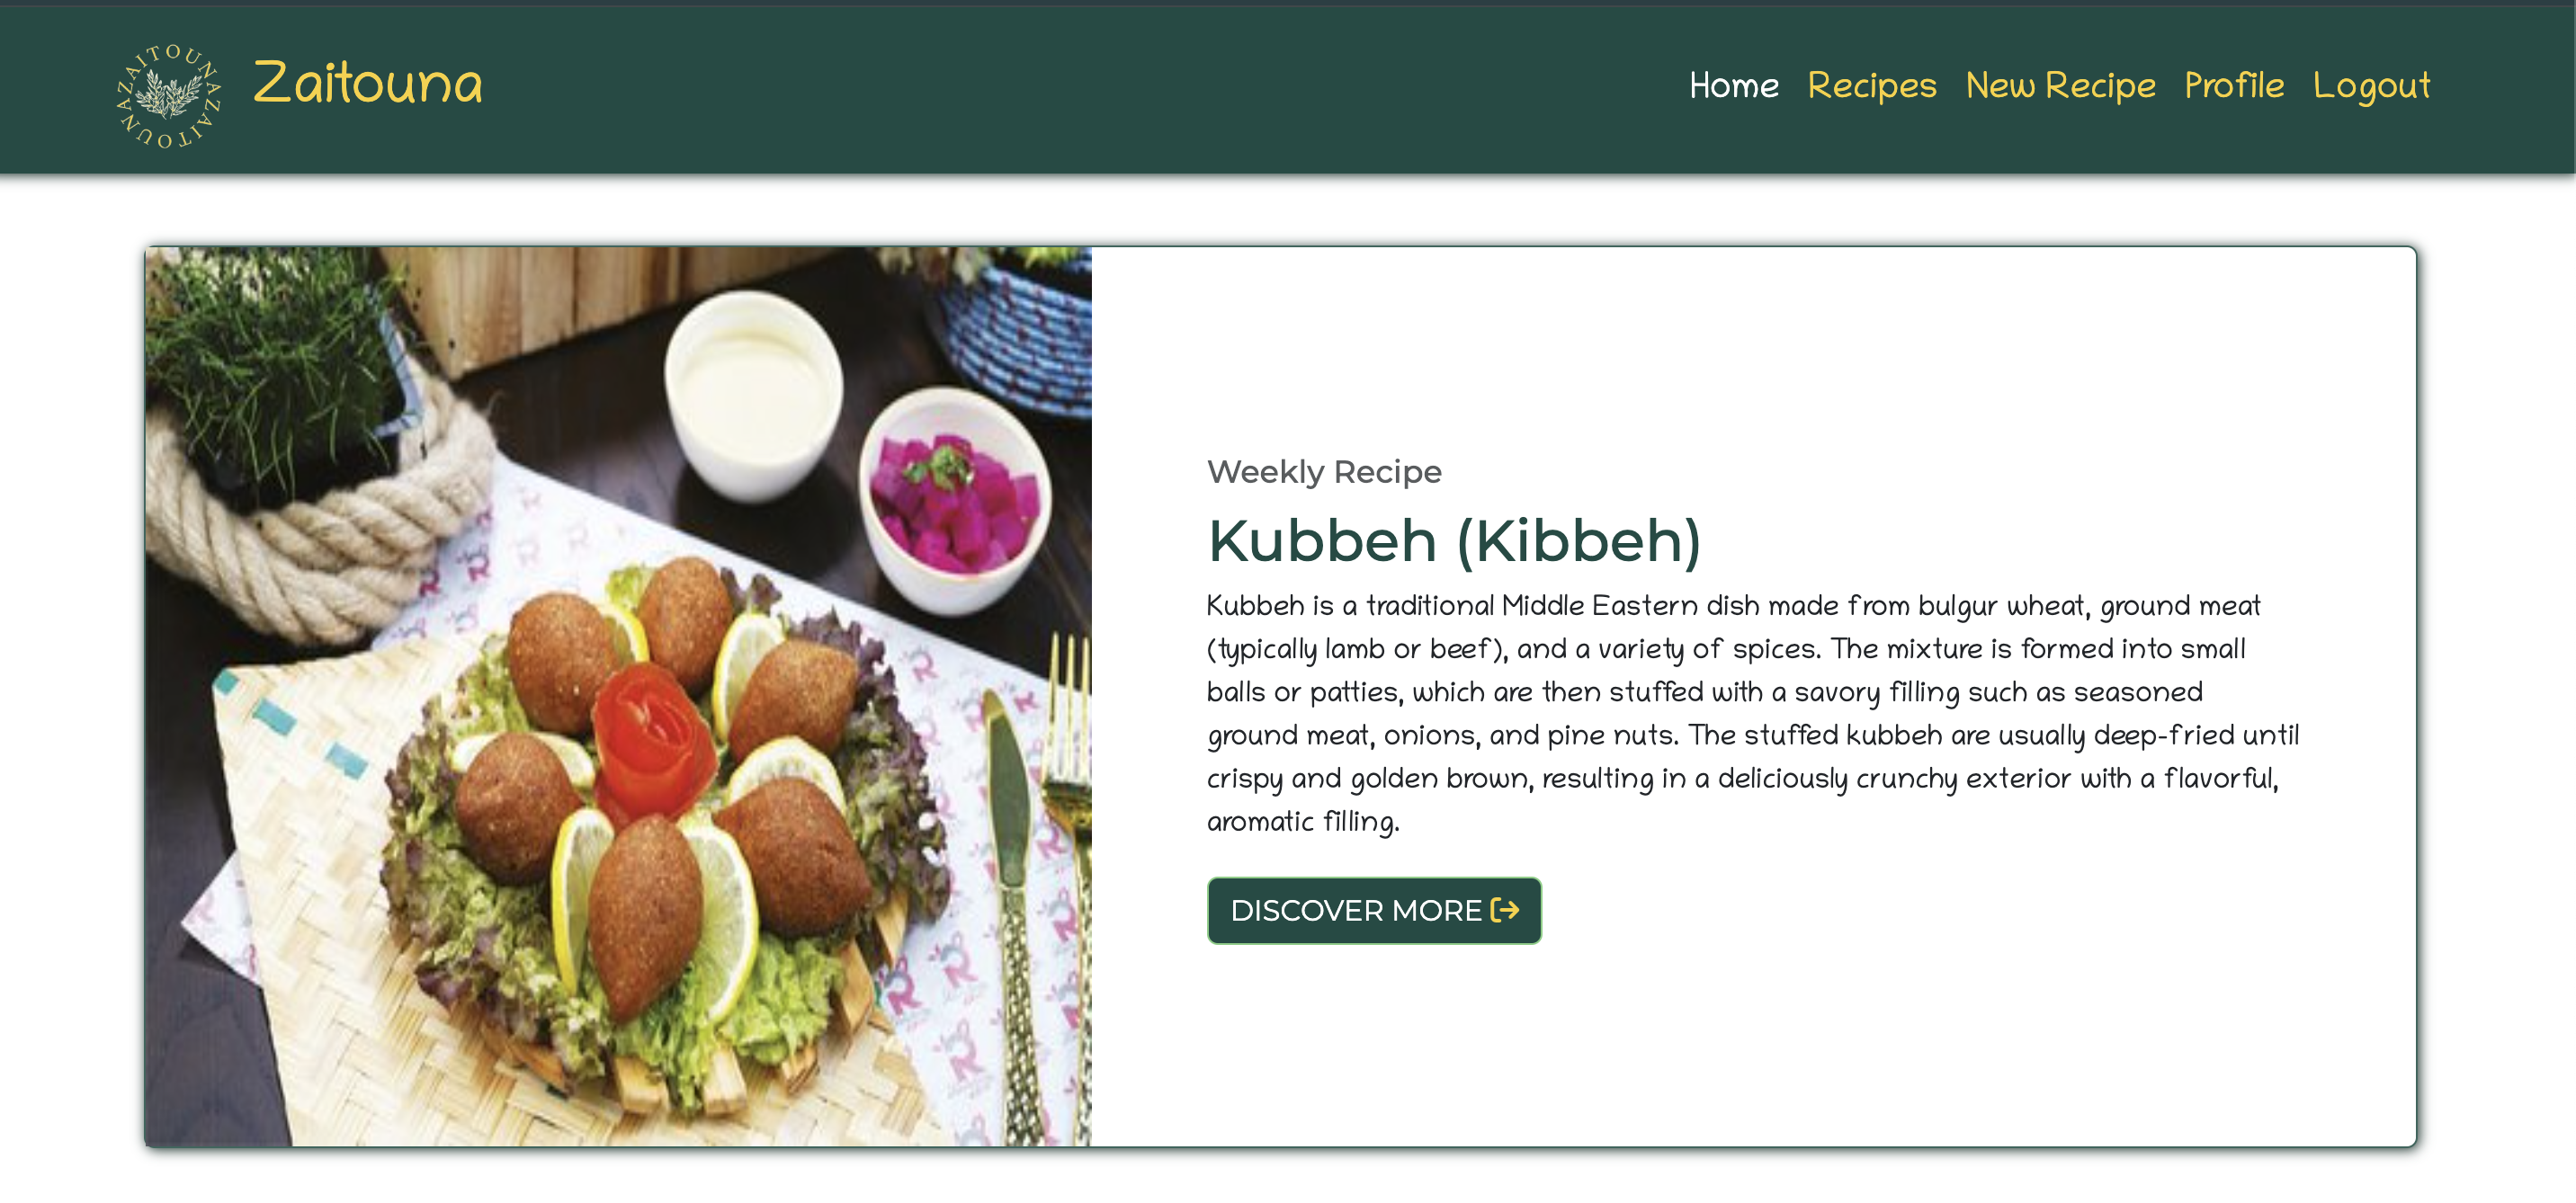 ZAITOUNAZAITOUNAZAITOUNA
Zaitouna
Home Recipes New Recipe Profile Logout
Weekly Recipe
Kubbeh (Kibbeh)
Kubbeh is a traditional Middle Eastern dish made from bulgur wheat, ground meat
(typically lamb or beef), and a variety of spices. The mixture is formed into small
balls or patties, which are then stuffed with a savory filling such as seasoned
ground meat, onions, and pine nuts. The stuffed kubbeh are usually deep-fried until
crispy and golden brown, resulting in a deliciously crunchy exterior with a flavorful,
aromatic filling.
DISCOVER MORE